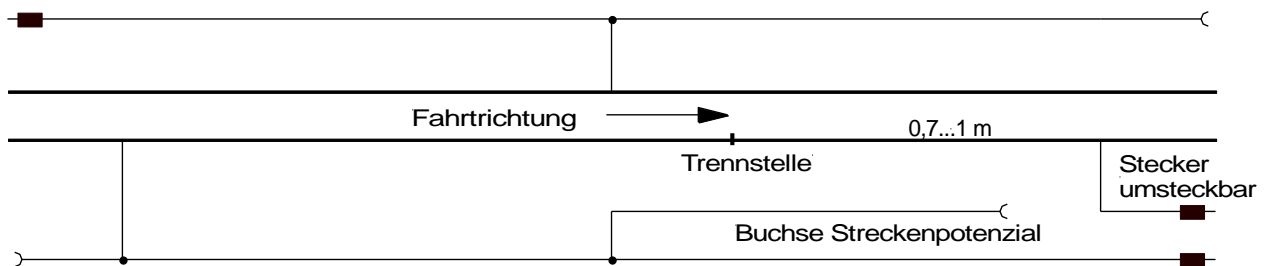 Fahrtrichtung
0,7...1 m
Trennstelle
Stecker
umsteckbar
Buchse Streckenpotenzial